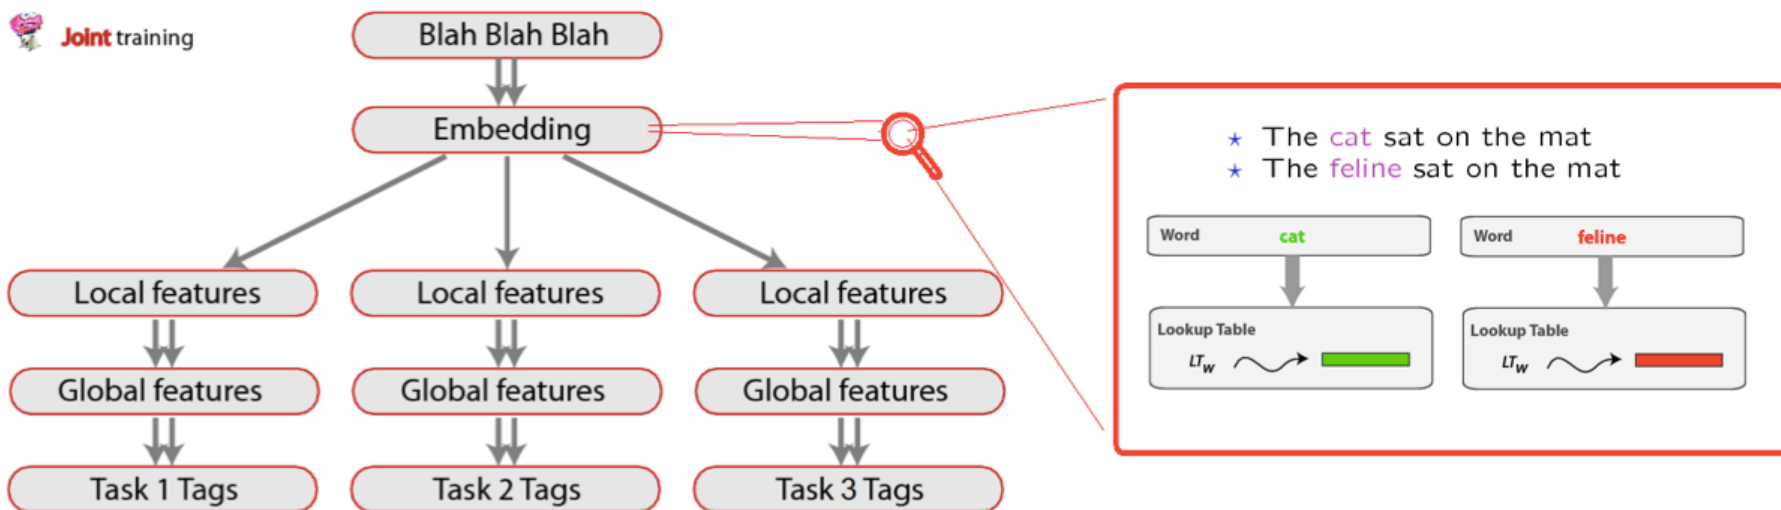 Joint training
Blah Blah Blah
Embedding
Local features
Local features
Local features
Global features
Global features
Global features
Task 1 Tags
Task 2 Tags
Task 3 Tags
⋆ The cat sat on the mat
⋆ The feline sat on the mat
Word cat
Word feline
Lookup Table
LT_W
Lookup Table
LT_W